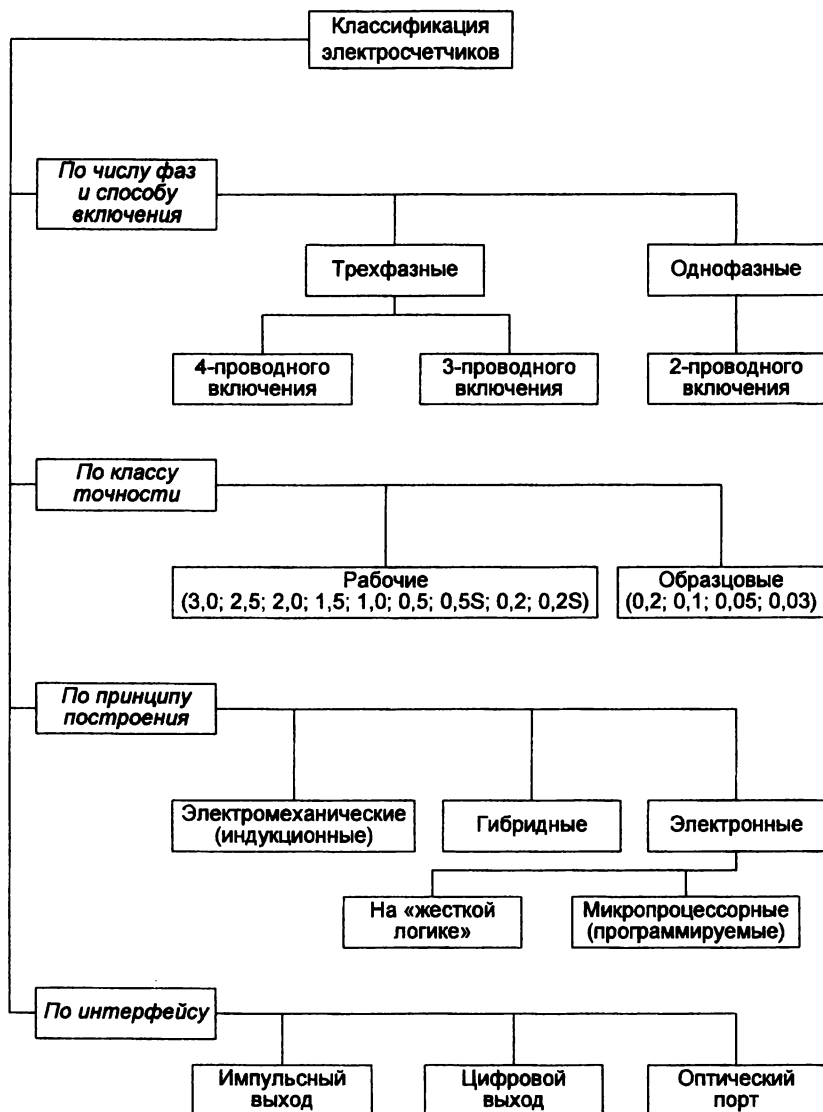 Классификация
электросчетчиков
По числу фаз
и способу
включения
Трехфазные
Однофазные
4-проводного
включения
3-проводного
включения
2-проводного
включения
По классу
точности
Рабочие
(3,0; 2,5; 2,0; 1,5; 1,0; 0,5; 0,5S; 0,2; 0,2S)
Образцовые
(0,2; 0,1; 0,05; 0,03)
По принципу
построения
Электромеханические
(индукционные)
Гибридные
Электронные
На «жесткой
логике»
Микропроцессорные
(программируемые)
По интерфейсу
Импульсный
выход
Цифровой
выход
Оптический
порт